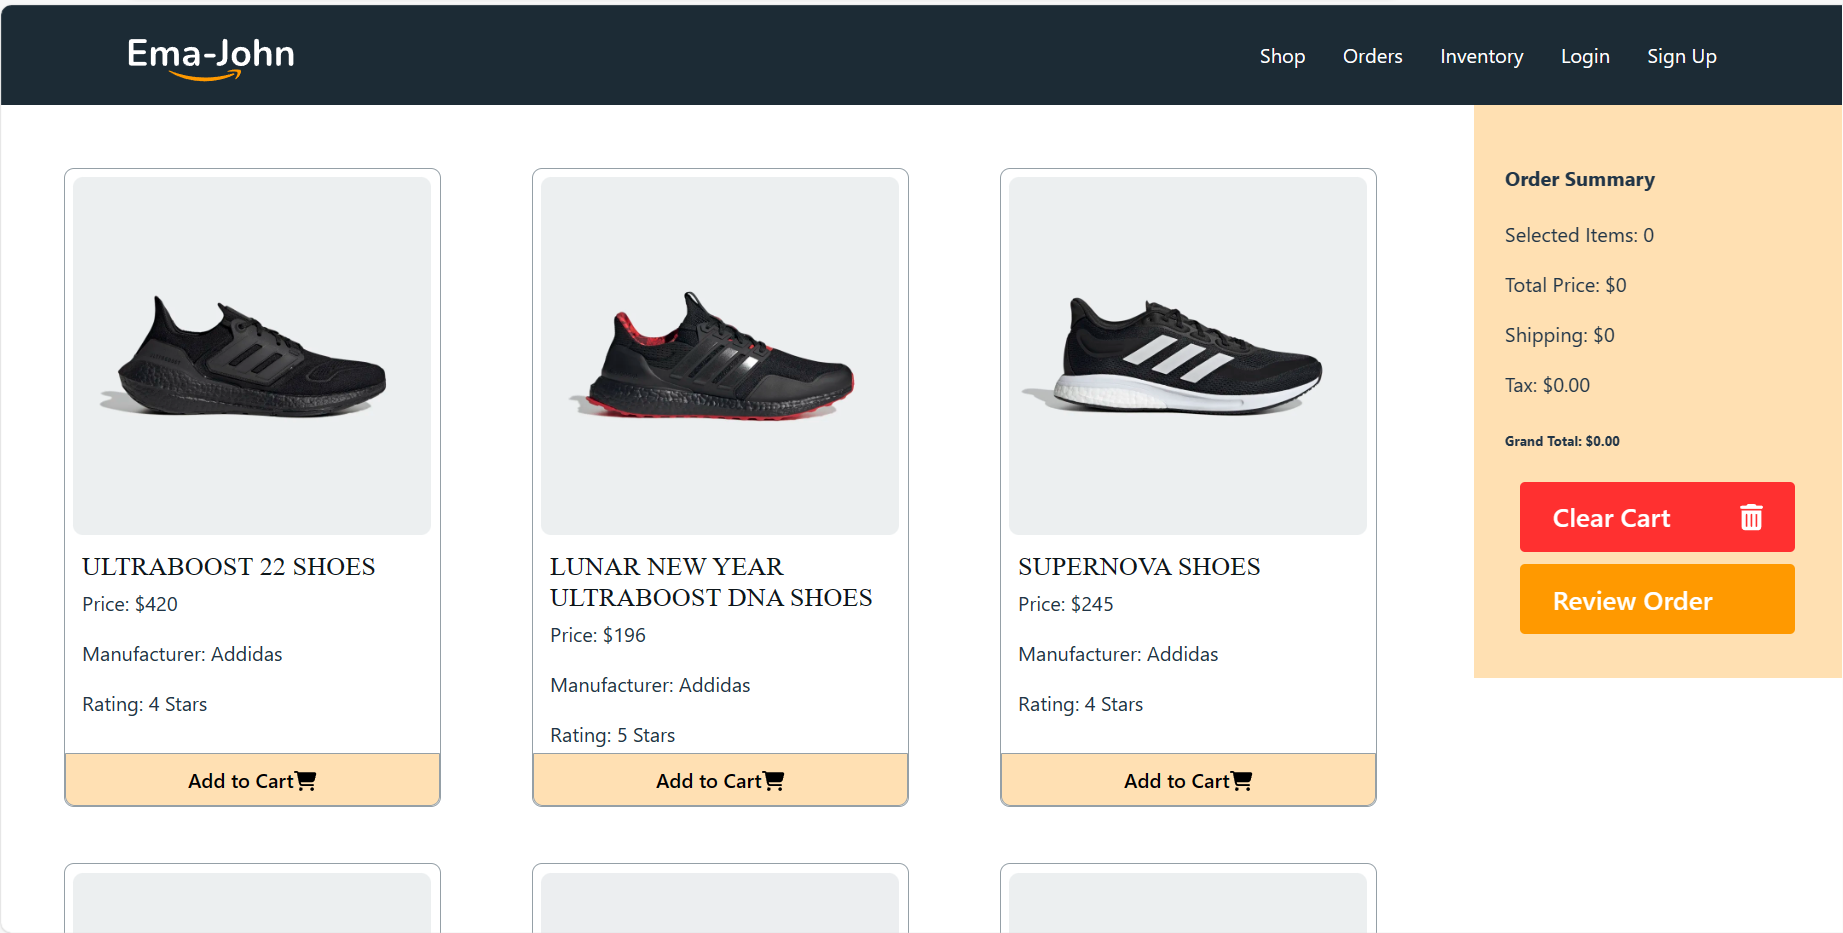 Ema-John
Shop
Orders
Inventory
Login
Sign Up
ULTRABOOST 22 SHOES
Price: $420
Manufacturer: Addidas
Rating: 4 Stars
Add to Cart
LUNAR NEW YEAR
ULTRABOOST DNA SHOES
Price: $196
Manufacturer: Addidas
Rating: 5 Stars
Add to Cart
SUPERNOVA SHOES
Price: $245
Manufacturer: Addidas
Rating: 4 Stars
Add to Cart
Order Summary
Selected Items: 0
Total Price: $0
Shipping: $0
Tax: $0.00
Grand Total: $0.00
Clear Cart
Review Order